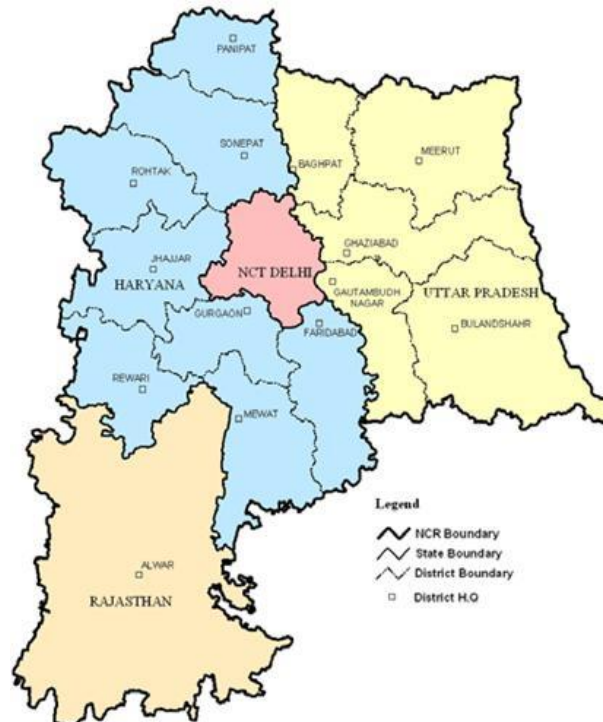 PANIPAT
SONEPAT
MEERUT
BAGHPAT
ROHTAK
GHAZIABAD
JHAJJAR
NCT DELHI
HARYANA
GAUTAMBUDH
NAGAR
UTTAR PRADESH
GURGAON
FARIDABAD
BULANDSHAHR
REWARI
MEWAT
Legend
NCR Boundary
State Boundary
District Boundary
District H.Q
ALWAR
RAJASTHAN